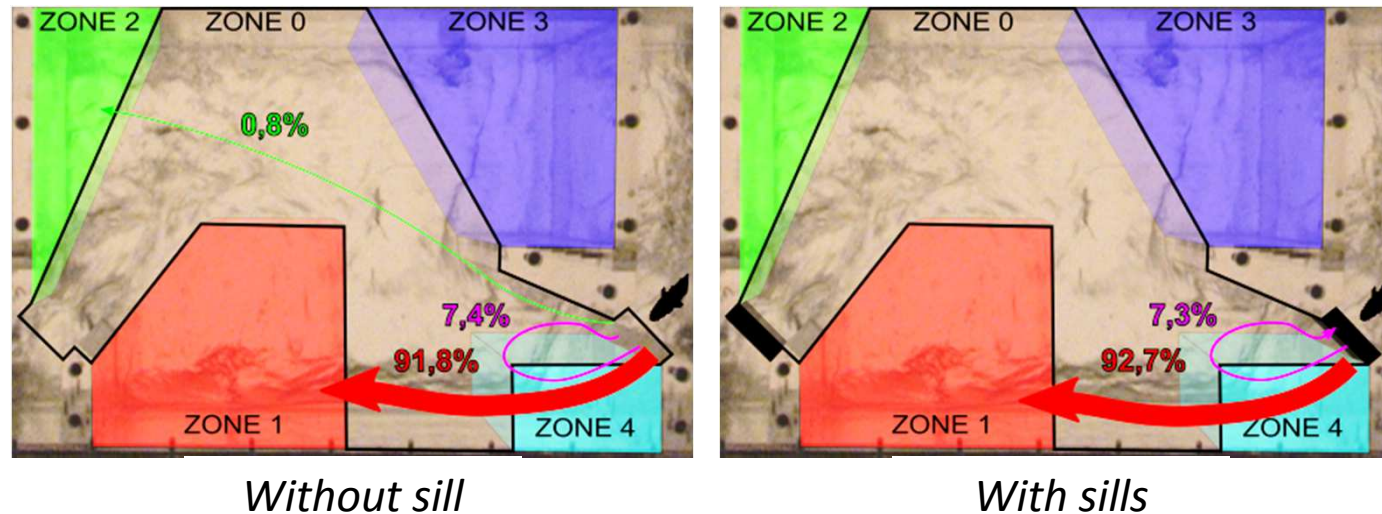 ZONE 2 ZONE 0 ZONE 3
0,8%
7,4%
91,8%
ZONE 1
ZONE 4
Without sill
ZONE 2 ZONE 0 ZONE 3
7,3%
92,7%
ZONE 1
ZONE 4
With sills